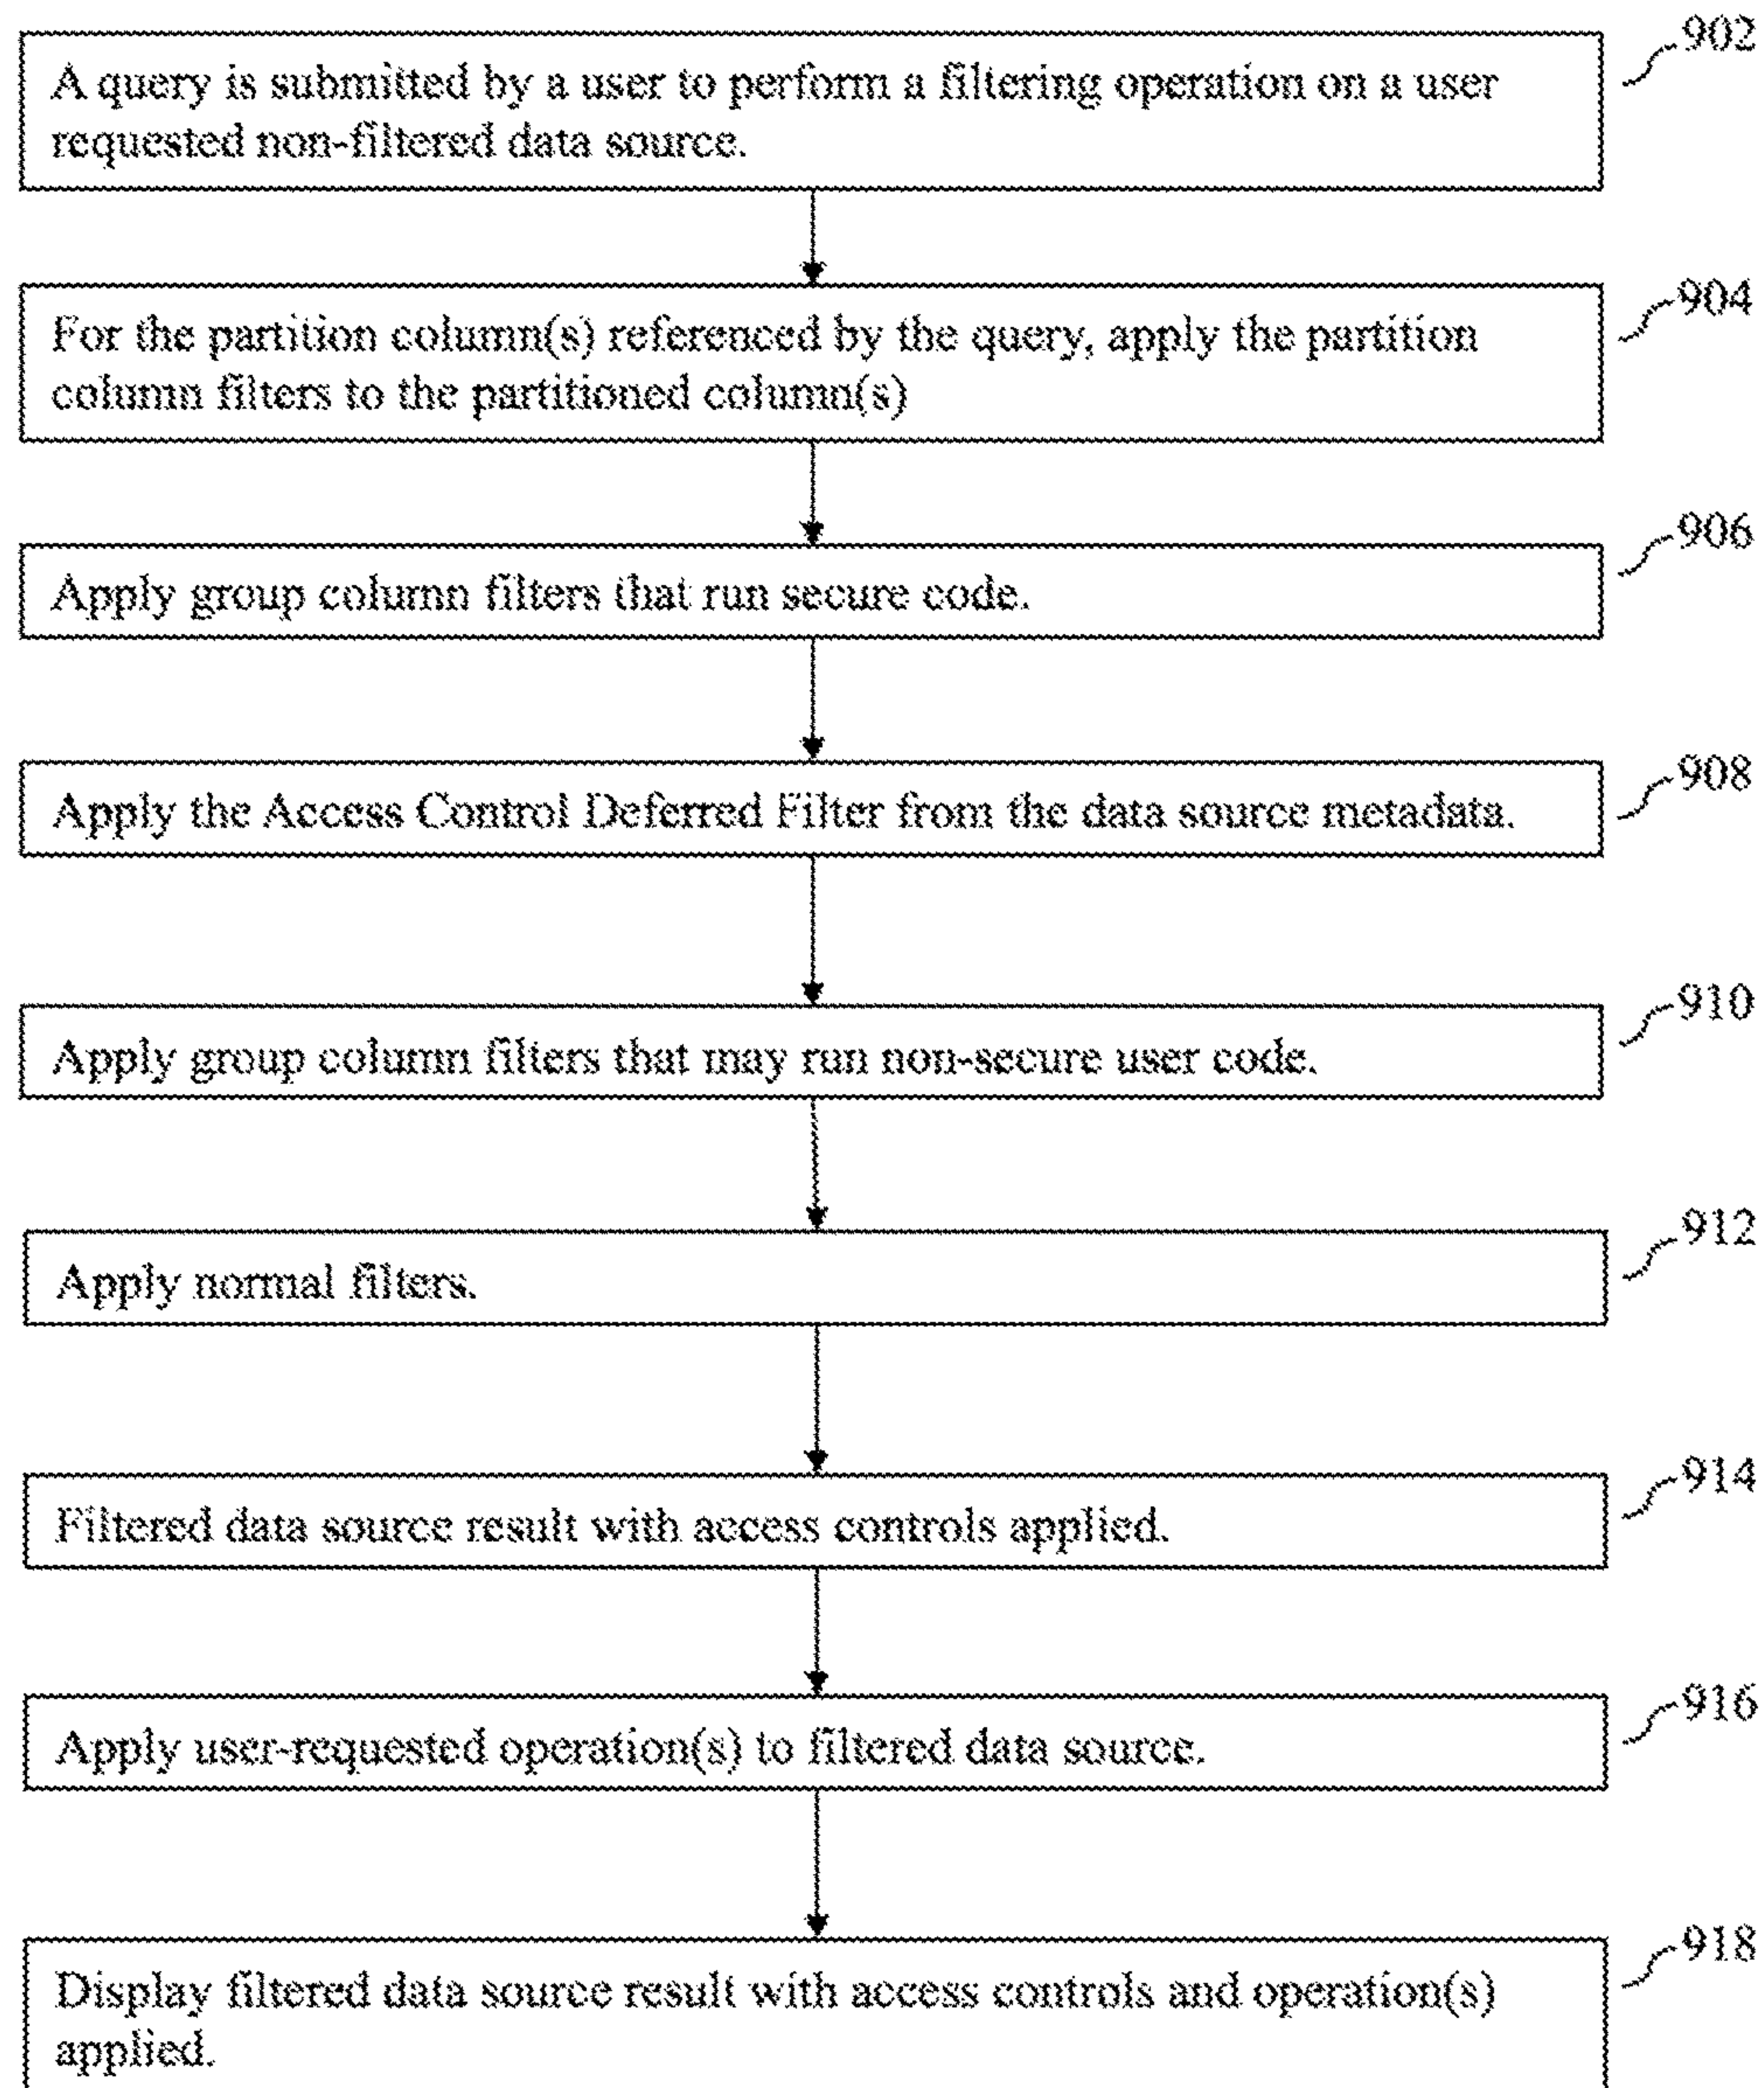 902
A query is submitted by a user to perform a filtering operation on a user
requested non-filtered data source.
904
For the partition column(s) referenced by the query, apply the partition
column filters to the partitioned column(s)
906
Apply group column filters that run secure code.
908
Apply the Access Control Deferred Filter from the data source metadata.
910
Apply group column filters that may run non-secure user code.
912
Apply normal filters.
914
Filtered data source result with access controls applied.
916
Apply user-requested operation(s) to filtered data source.
918
Display filtered data source result with access controls and operation(s)
applied.